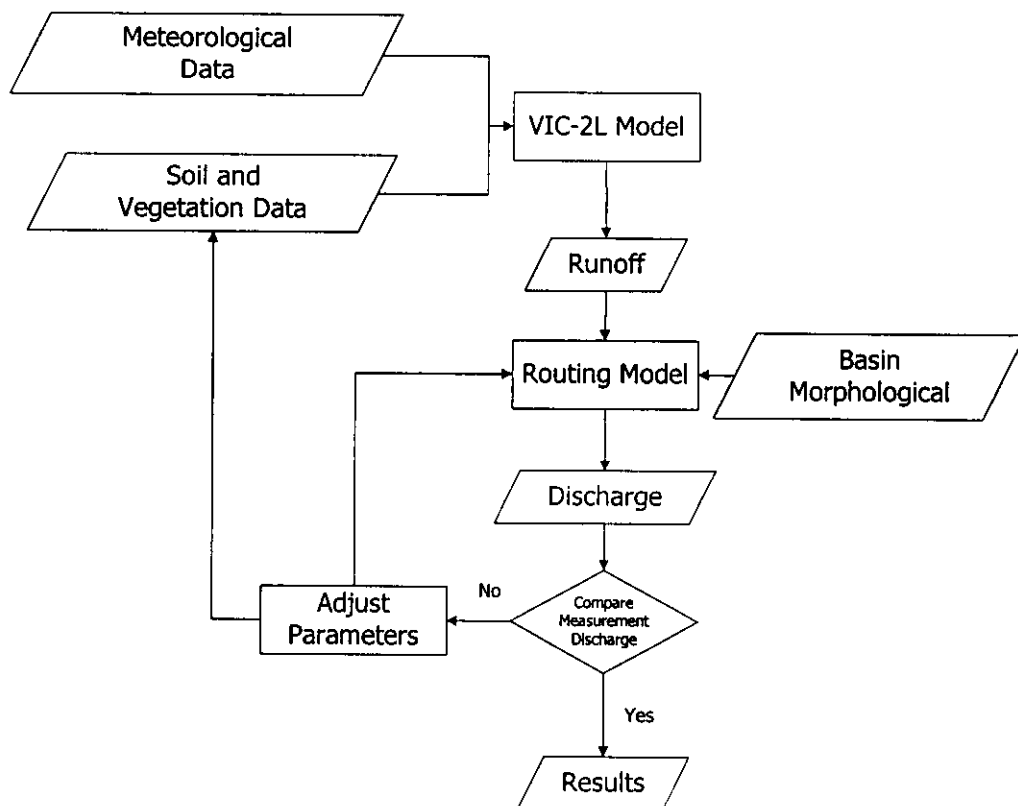 Meteorological
Data
VIC-2L Model
Soil and
Vegetation Data
Runoff
Routing Model
Basin
Morphological
Discharge
No
Compare
Measurement
Discharge
Adjust
Parameters
Yes
Results